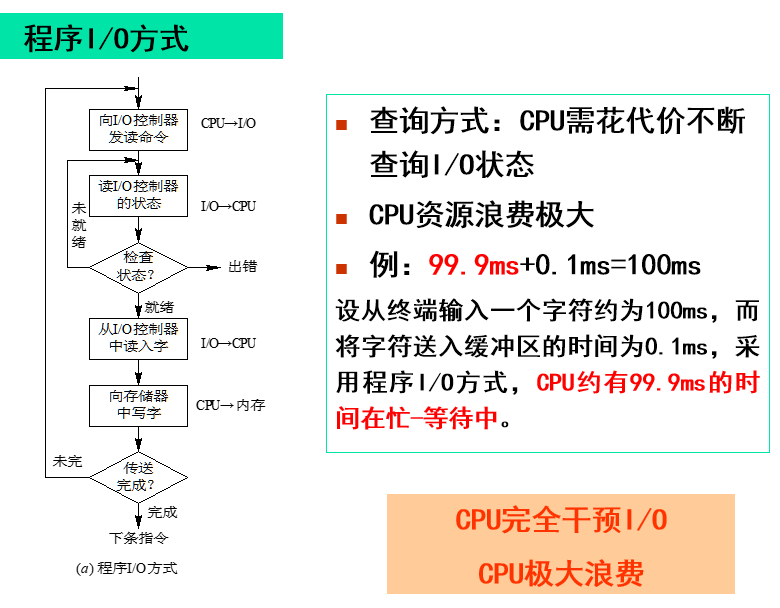 程序I/O方式
向I/O控制器
发读命令
CPU→I/O
读I/O控制器
的状态
I/O→CPU
未
就
绪
检查
状态？
出错
就绪
从I/O控制器
中读入字
I/O→CPU
向存储器
中写字
CPU→内存
未完
传送
完成？
完成
下条指令
(a) 程序I/O方式
查询方式：CPU需花代价不断
查询I/O状态
CPU资源浪费极大
例：99.9ms+0.1ms=100ms
设从终端输入一个字符约为100ms，而
将字符送入缓冲区的时间为0.1ms，采
用程序I/O方式，CPU约有99.9ms的时
间在忙-等待中。
CPU完全干预I/O
CPU极大浪费